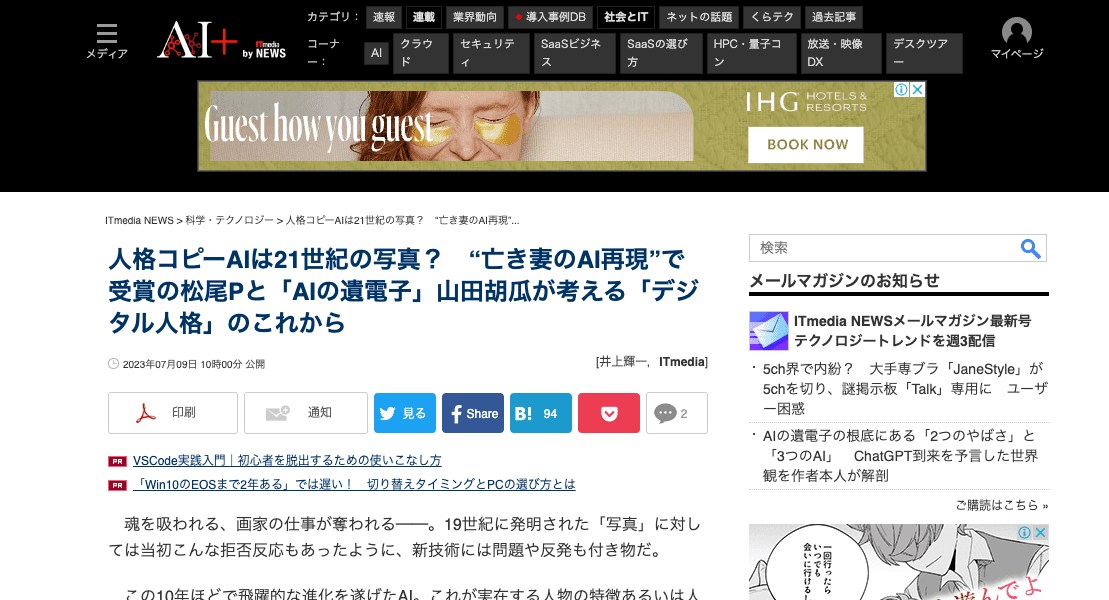 メディア
AI+
by ITmedia NEWS
カテゴリ：
速報
連載
業界動向
導入事例DB
社会とIT
ネットの話題
くらテク
過去記事
コーナー：
AI
クラウド
セキュリティ
SaaSビジネス
SaaSの選び方
HPC・量子コン
放送・映像DX
デスクツアー
マイページ
Guest how you guest
IHG HOTELS & RESORTS
BOOK NOW
ITmedia NEWS > 科学・テクノロジー > 人格コピーAIは21世紀の写真？　“亡き妻のAI再現”...
人格コピーAIは21世紀の写真？　“亡き妻のAI再現”で
受賞の松尾Pと「AIの遺電子」山田胡瓜が考える「デジ
タル人格」のこれから
2023年07月09日 10時00分 公開
[井上輝一，ITmedia]
印刷
通知
見る
Share
B! 94
2
PR VSCode実践入門｜初心者を脱出するための使いこなし方
PR 「Win10のEOSまで2年ある」では遅い！　切り替えタイミングとPCの選び方とは
魂を吸われる、画家の仕事が奪われる――。19世紀に発明された「写真」に対し
ては当初こんな拒否反応もあったように、新技術には問題や反発も付き物だ。
この10年ほどで飛躍的な進化を遂げたAI。これが実在する人物の特徴あるいは人
検索
メールマガジンのお知らせ
ITmedia NEWSメールマガジン最新号
テクノロジートレンドを週3配信
・5ch界で内紛？　大手専ブラ「JaneStyle」が
5chを切り、謎掲示板「Talk」専用に　ユーザ
ー困惑
・AIの遺電子の根底にある「2つのやばさ」と
「3つのAI」　ChatGPT到来を予言した世界
観を作者本人が解剖
ご購読はこちら »
一回行ったら
いつでも
会いに行ける